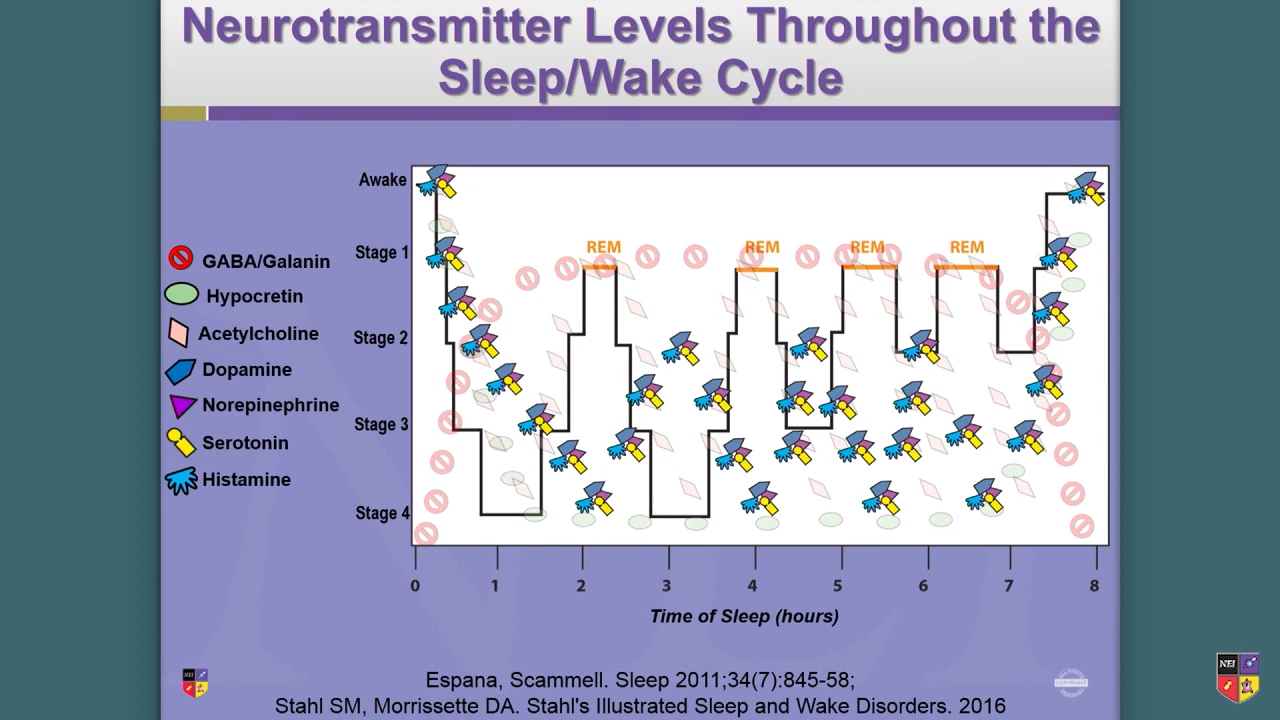 Neurotransmitter Levels Throughout the
Sleep/Wake Cycle
Awake
Stage 1
Stage 2
Stage 3
Stage 4
REM
REM
REM
REM
GABA/Galanin
Hypocretin
Acetylcholine
Dopamine
Norepinephrine
Serotonin
Histamine
0 1 2 3 4 5 6 7 8
Time of Sleep (hours)
Espana, Scammell. Sleep 2011;34(7):845-58;
Stahl SM, Morrissette DA. Stahl's Illustrated Sleep and Wake Disorders. 2016
NEI
NEI